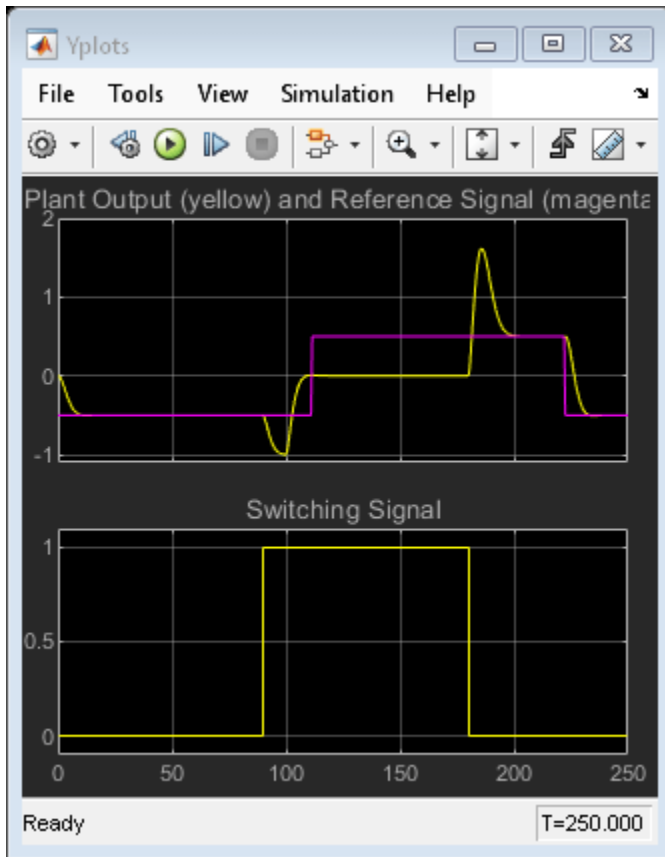 Yplots
File Tools View Simulation Help
Plant Output (yellow) and Reference Signal (magenta
2
1
0
-1
Switching Signal
1
0.5
0
0 50 100 150 200 250
Ready T=250.000